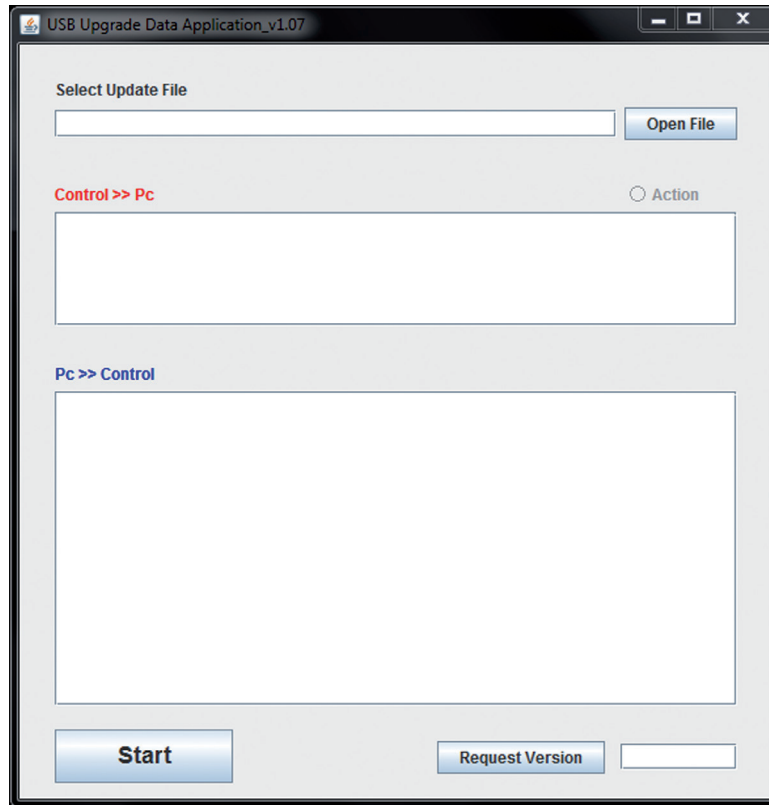 USB Upgrade Data Application_v1.07
Select Update File
Open File
Control >> Pc
Action
Pc >> Control
Start
Request Version